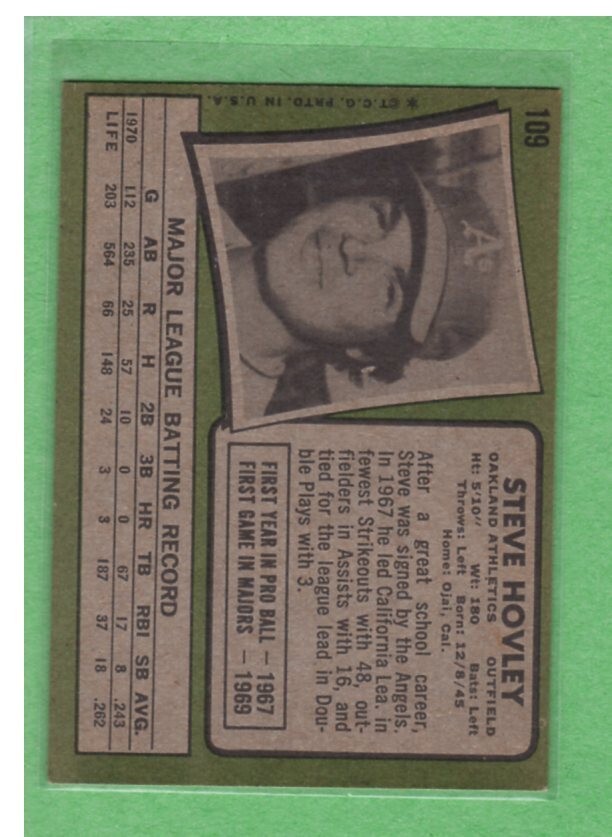 109
A's
STEVE HOVLEY
OAKLAND ATHLETICS OUTFIELD
Ht: 5'10" Wt: 180 Bats: Left
Throws: Left Born: 12/8/45
Home: Ojai, Cal.
After a great school career,
Steve was signed by the Angels.
In 1967 he led California Lea. in
fewest Strikeouts with 48, out-
fielders in Assists with 16, and
tied for the league lead in Dou-
ble Plays with 3.
FIRST YEAR IN PRO BALL — 1967
FIRST GAME IN MAJORS — 1969
MAJOR LEAGUE BATTING RECORD
G AB R H 2B 3B HR TB RBI SB AVG.
1970 112 235 25 57 10 0 0 67 17 8 .243
LIFE 203 564 66 148 24 3 3 187 37 18 .262
* ©T.C.G. PRTD. IN U.S.A.